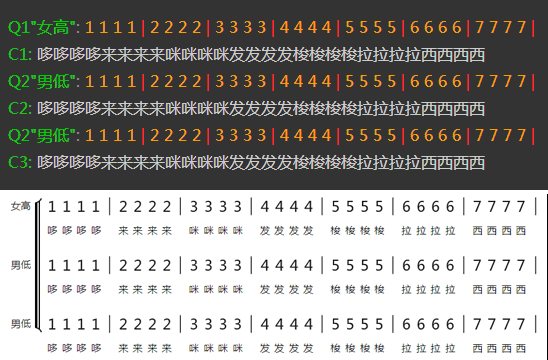 Q1"女高": 1 1 1 1 | 2 2 2 2 | 3 3 3 3 | 4 4 4 4 | 5 5 5 5 | 6 6 6 6 | 7 7 7 7 |
C1: 哆哆哆哆来来来来咪咪咪咪发发发发梭梭梭梭拉拉拉拉西西西西
Q2"男低": 1 1 1 1 | 2 2 2 2 | 3 3 3 3 | 4 4 4 4 | 5 5 5 5 | 6 6 6 6 | 7 7 7 7 |
C2: 哆哆哆哆来来来来咪咪咪咪发发发发梭梭梭梭拉拉拉拉西西西西
Q2"男低": 1 1 1 1 | 2 2 2 2 | 3 3 3 3 | 4 4 4 4 | 5 5 5 5 | 6 6 6 6 | 7 7 7 7 |
C3: 哆哆哆哆来来来来咪咪咪咪发发发发梭梭梭梭拉拉拉拉西西西西
女高 1 1 1 1 | 2 2 2 2 | 3 3 3 3 | 4 4 4 4 | 5 5 5 5 | 6 6 6 6 | 7 7 7 7 |
哆 哆 哆 哆 来 来 来 来 咪 咪 咪 咪 发 发 发 发 梭 梭 梭 梭 拉 拉 拉 拉 西 西 西 西
男低 1 1 1 1 | 2 2 2 2 | 3 3 3 3 | 4 4 4 4 | 5 5 5 5 | 6 6 6 6 | 7 7 7 7 |
哆 哆 哆 哆 来 来 来 来 咪 咪 咪 咪 发 发 发 发 梭 梭 梭 梭 拉 拉 拉 拉 西 西 西 西
男低 1 1 1 1 | 2 2 2 2 | 3 3 3 3 | 4 4 4 4 | 5 5 5 5 | 6 6 6 6 | 7 7 7 7 |
哆 哆 哆 哆 来 来 来 来 咪 咪 咪 咪 发 发 发 发 梭 梭 梭 梭 拉 拉 拉 拉 西 西 西 西